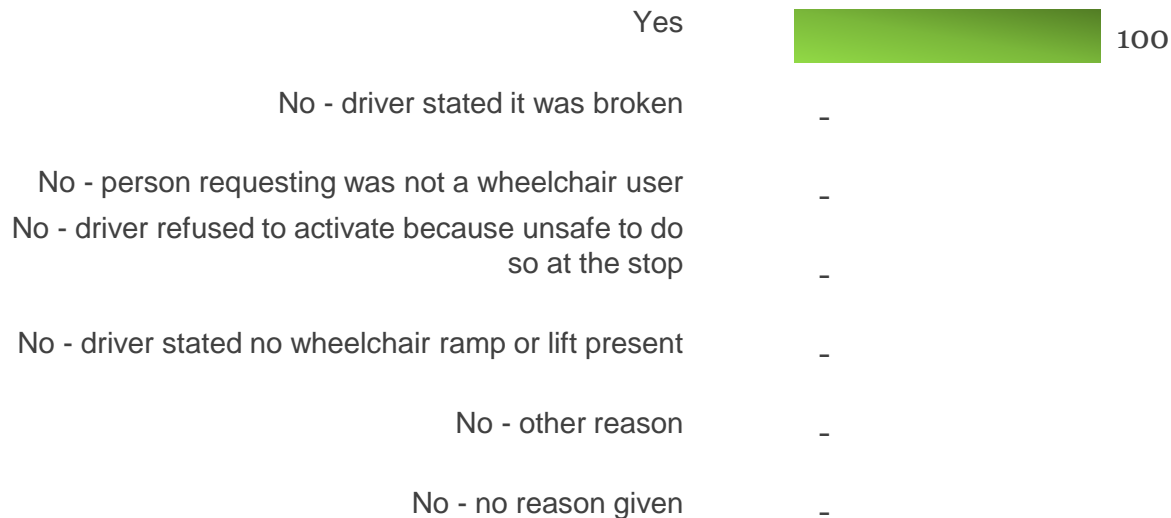 Yes 100
No - driver stated it was broken -
No - person requesting was not a wheelchair user -
No - driver refused to activate because unsafe to do
so at the stop -
No - driver stated no wheelchair ramp or lift present -
No - other reason -
No - no reason given -